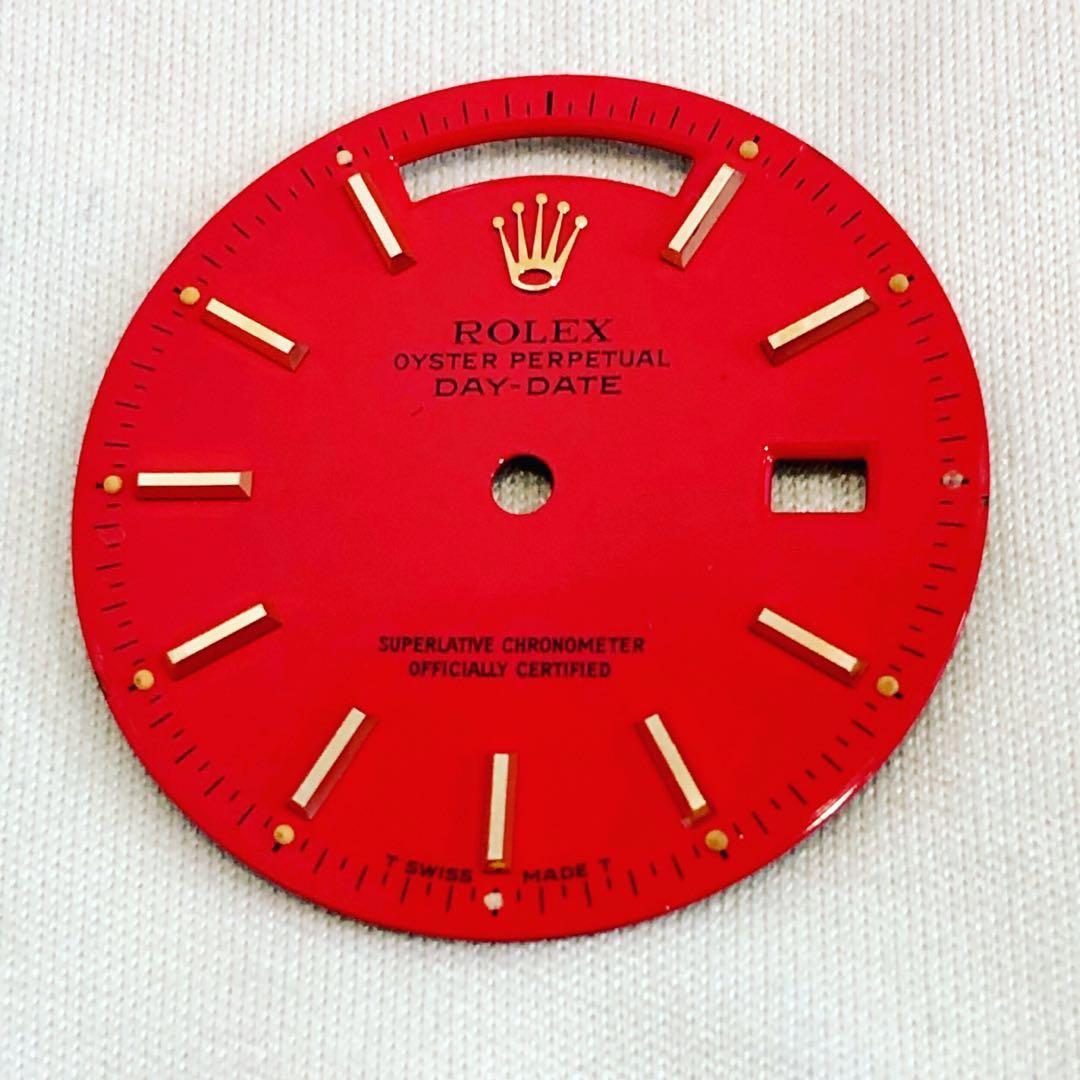 ROLEX
OYSTER PERPETUAL
DAY-DATE
SUPERLATIVE CHRONOMETER
OFFICIALLY CERTIFIED
T SWISS MADE T